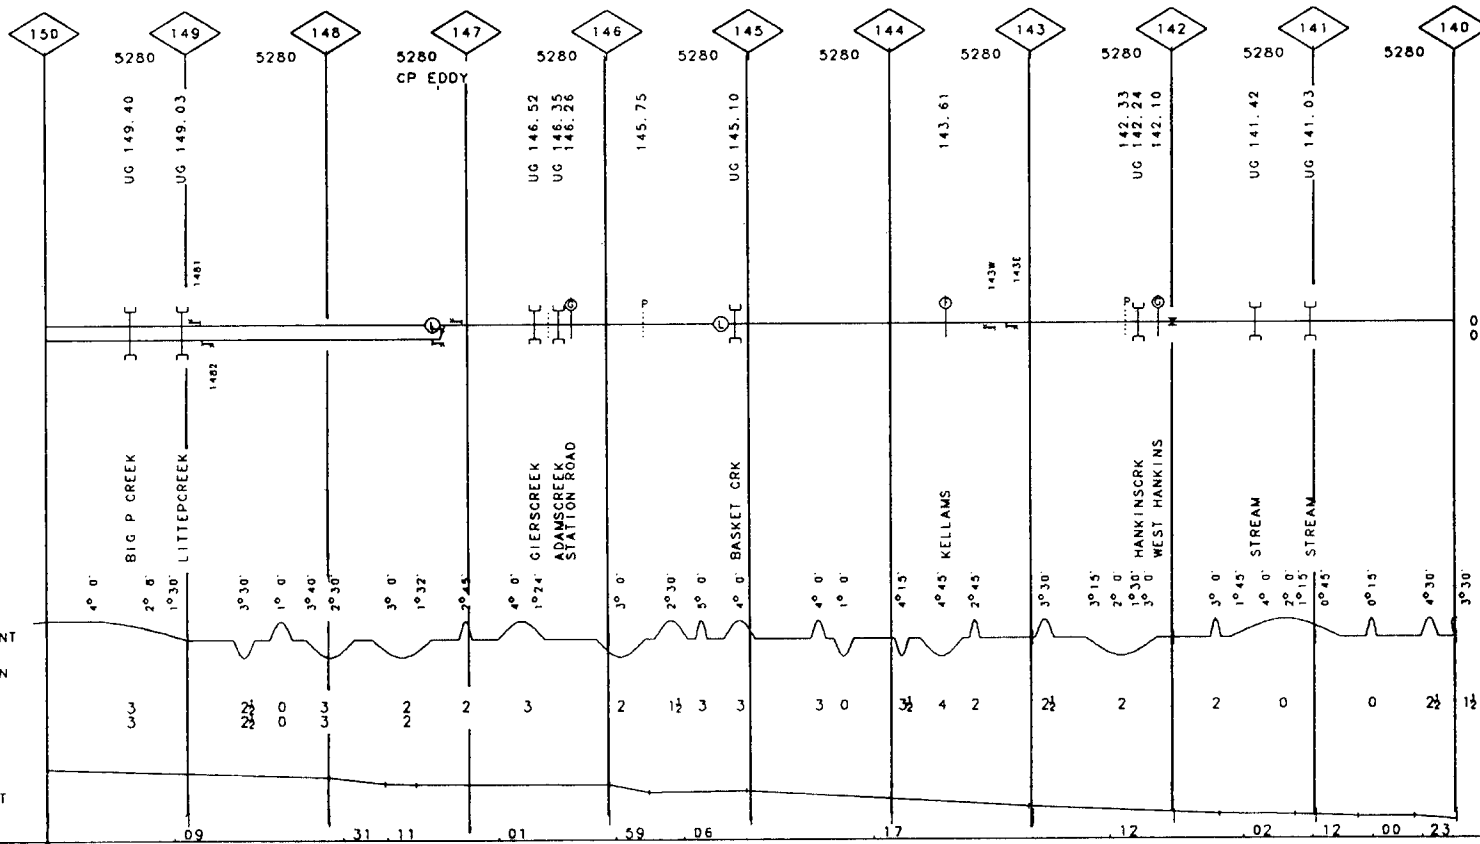 150 149 148 147 146 145 144 143 142 141 140
5280 5280 5280 5280 5280 5280 5280 5280 5280 5280
CP EDDY
UG 149.40
UG 149.03
UG 146.52
UG 146.35
146.26
145.75
UG 145.10
143.61
142.33
UG 142.24
142.10
UG 141.42
UG 141.03
1481
1482
L
G
P
L
143W
143E
P
G
0
0
BIG P CREEK
LITTEPCREEK
GIERSCREEK
ADAMSCREEK
STATION ROAD
BASKET CRK
KELLAMS
HANKINSCRK
WEST HANKINS
STREAM
STREAM
4° 0' 2° 8' 1°30' 3°30' 1° 0' 3°40' 2°30' 3° 0' 1°32' 2°45' 4° 0' 1°24' 3° 0' 2°30' 5° 0' 4° 0' 4° 0' 1° 0' 4°15' 4°45' 2°45' 3°30' 3°15' 2° 0' 1°30' 3° 0' 3° 0' 1°45' 4° 0' 2° 0' 1°15' 0°45' 0°15' 4°30' 3°30'
NT
N
3 2½ 0 3 2 2 3 2 1½ 3 3 3 0 3½ 4 2 2½ 2 2 0 0 2½ 1½
3 2½ 0 3 2
T
.09 .31 .11 .01 .59 .06 .17 .12 .02 .12 .00 .23